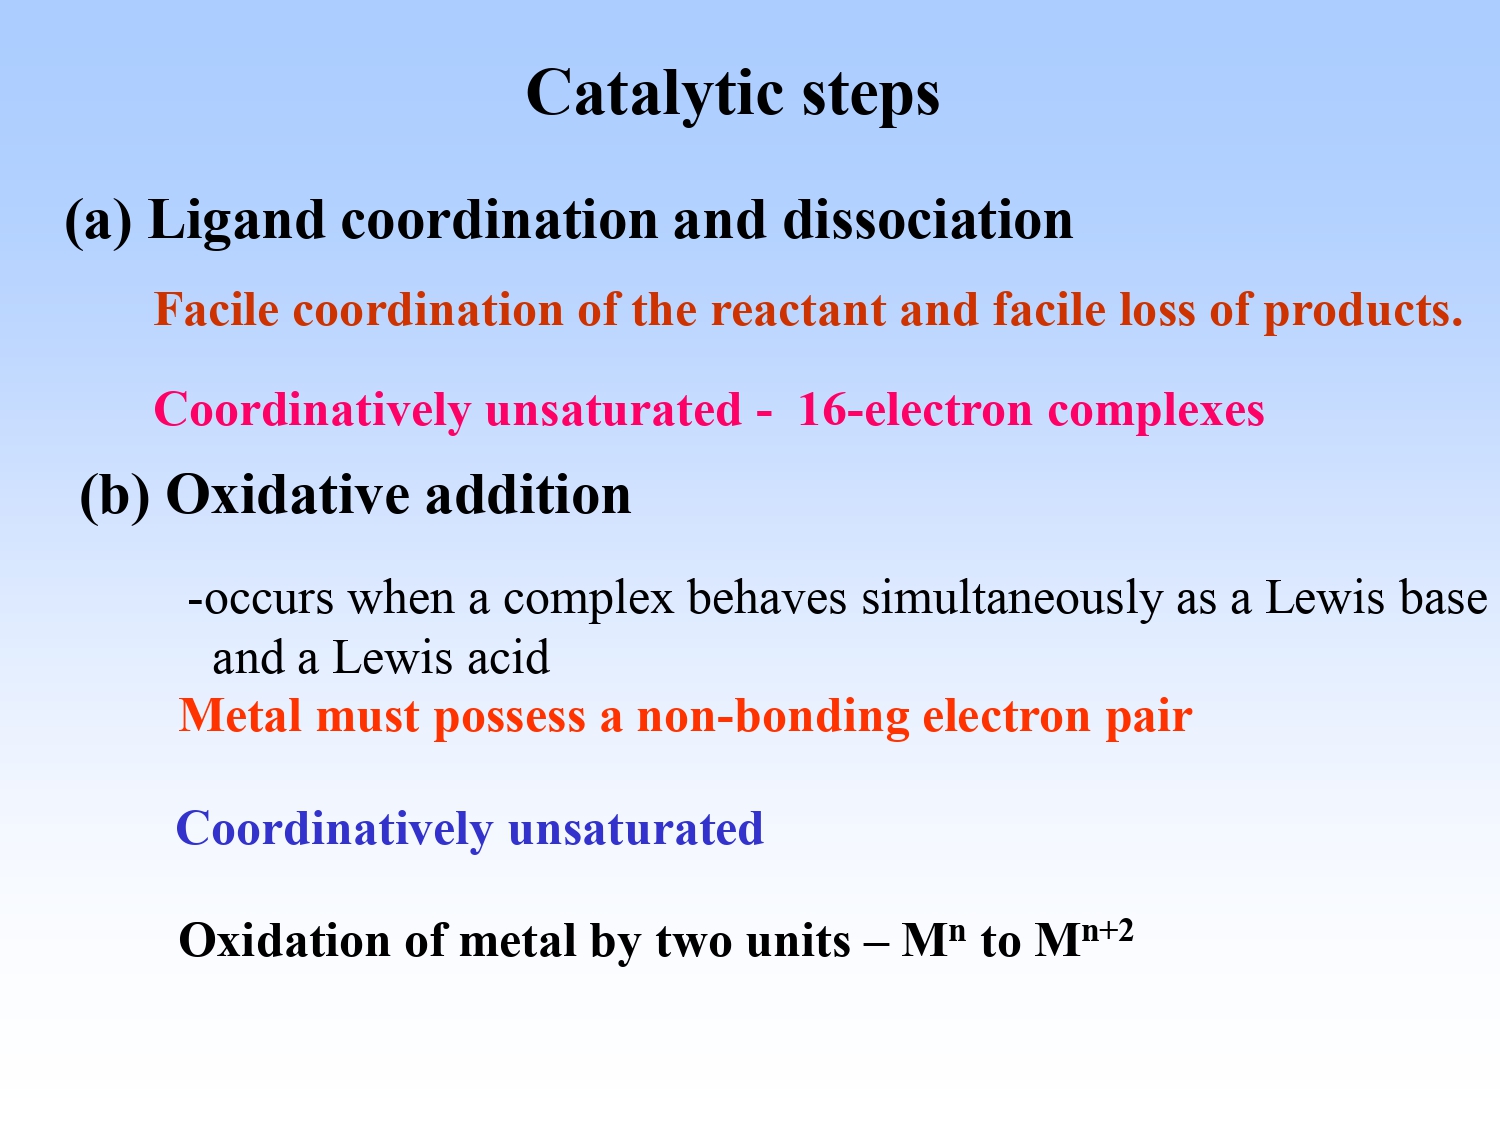 Catalytic steps
(a) Ligand coordination and dissociation
Facile coordination of the reactant and facile loss of products.
Coordinatively unsaturated -  16-electron complexes
(b) Oxidative addition
-occurs when a complex behaves simultaneously as a Lewis base
and a Lewis acid
Metal must possess a non-bonding electron pair
Coordinatively unsaturated
Oxidation of metal by two units – Mⁿ to Mⁿ⁺²